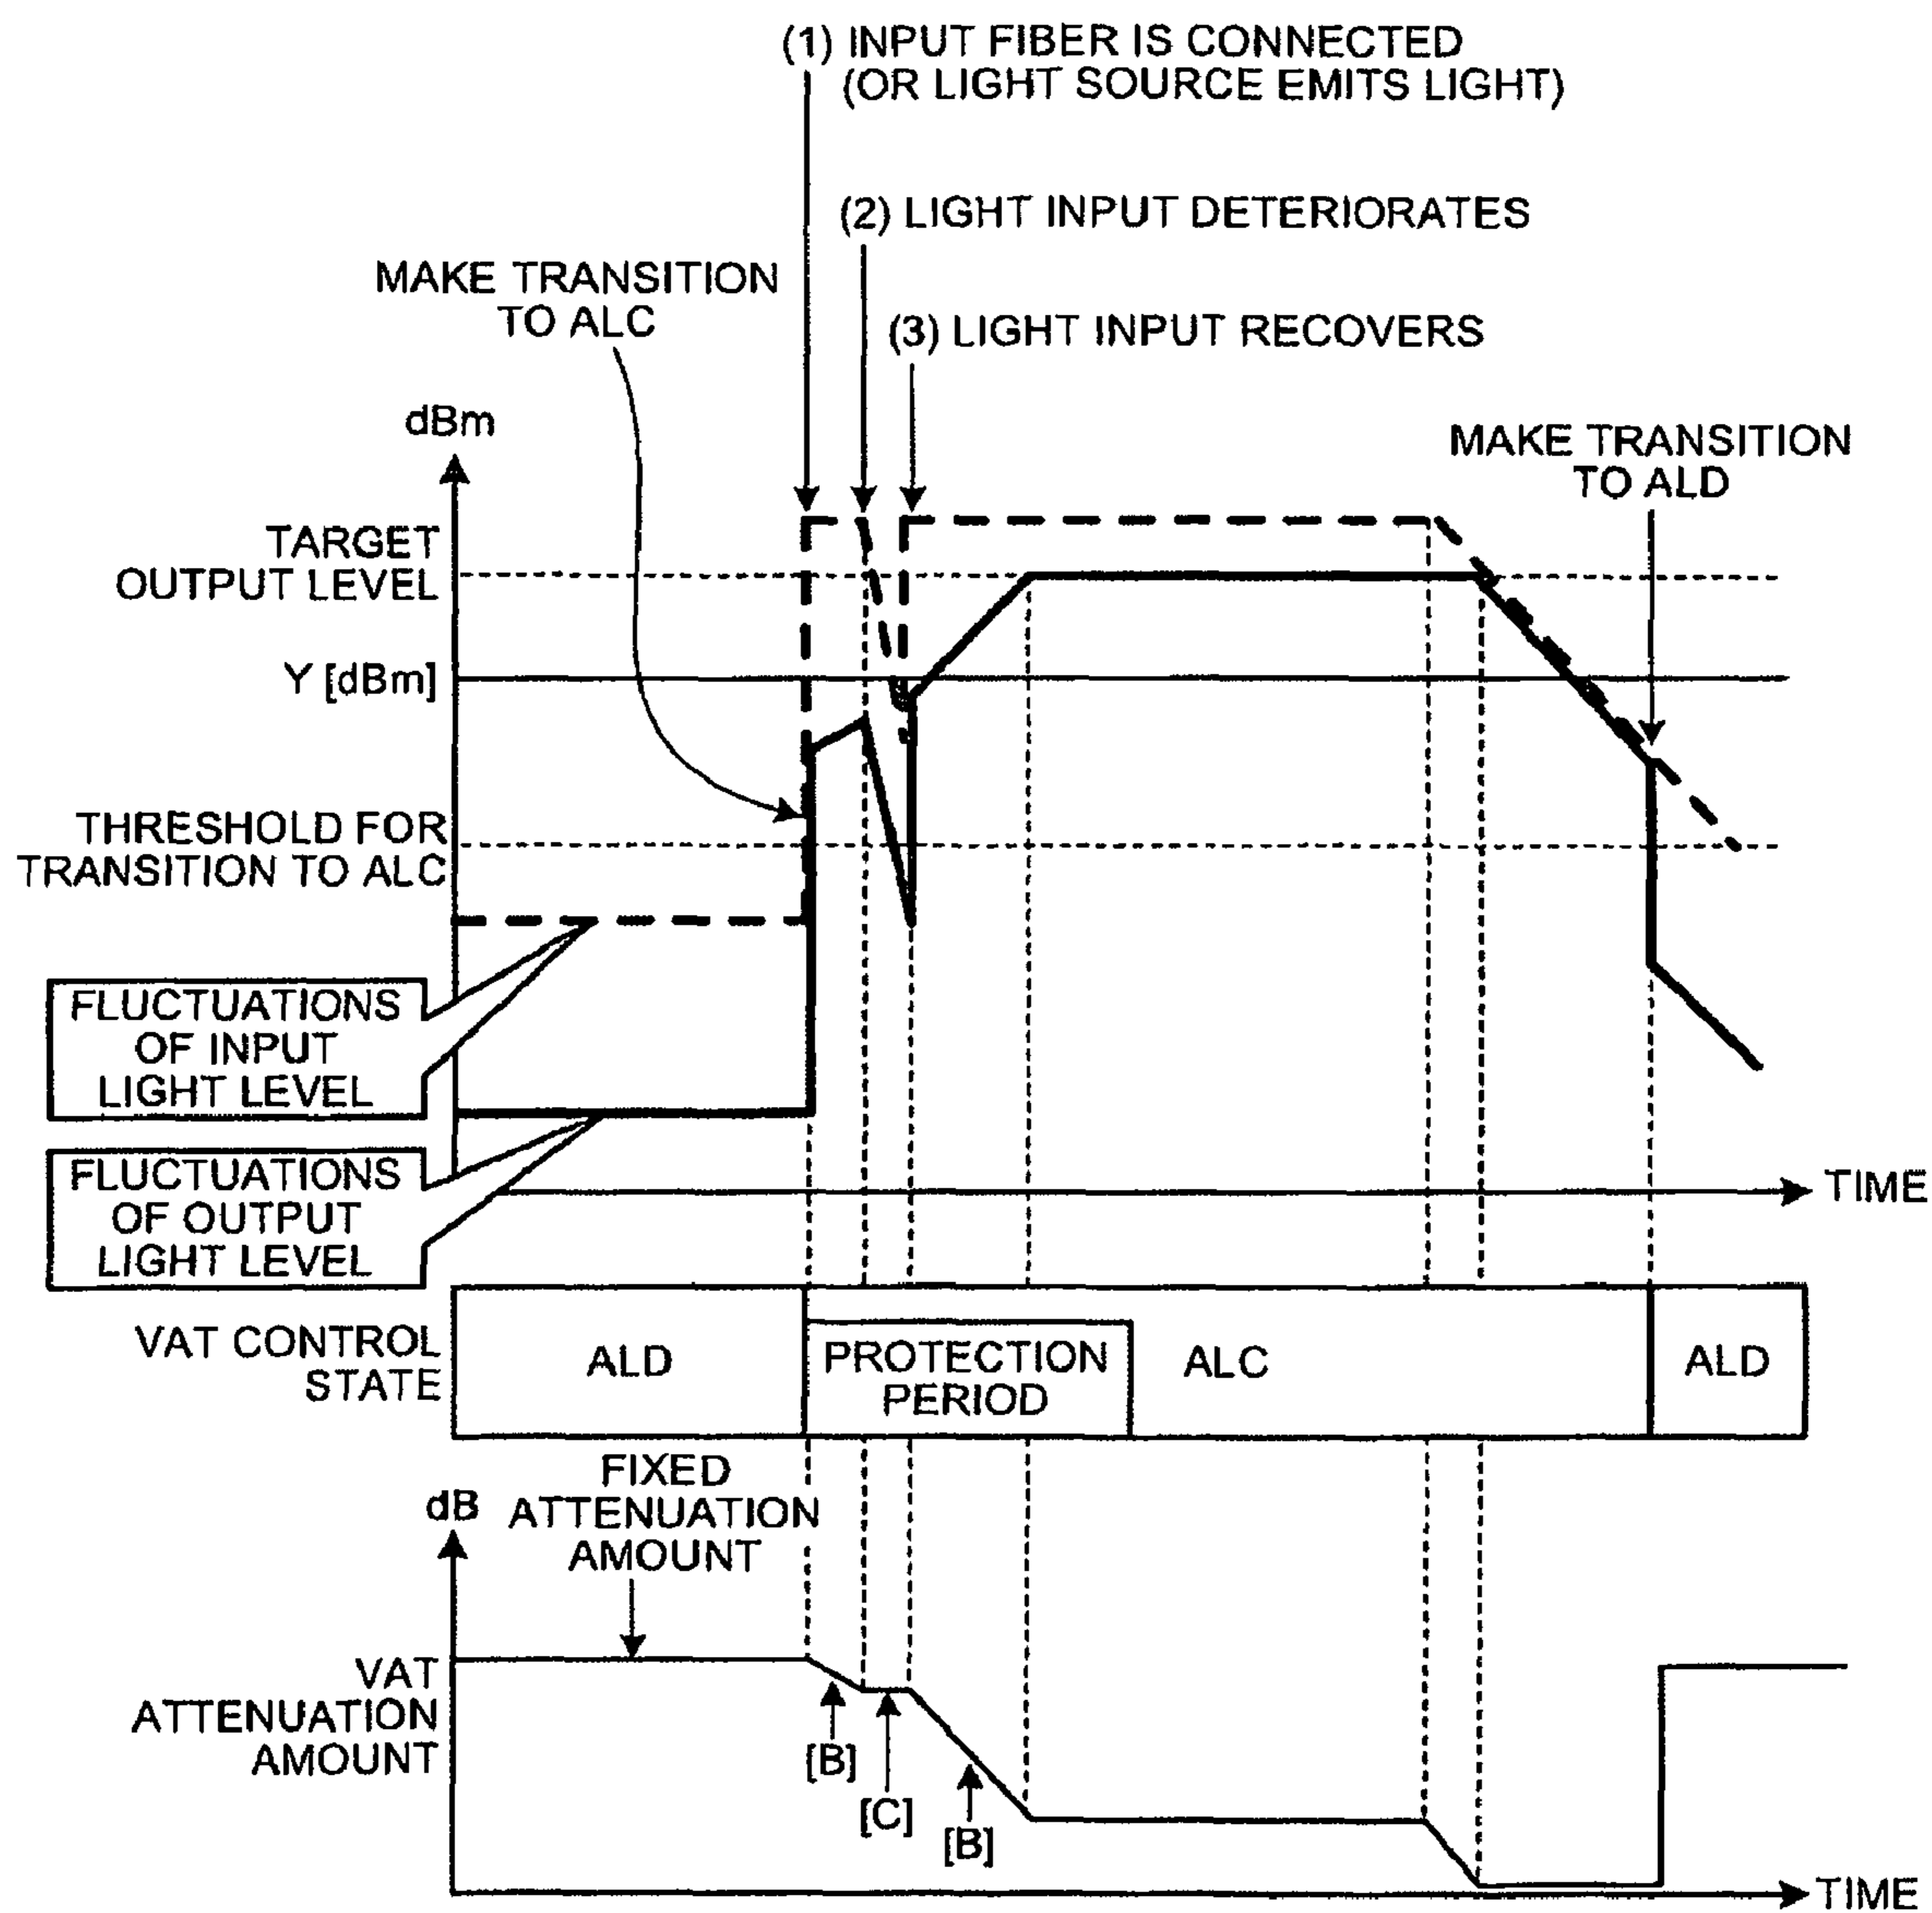 (1) INPUT FIBER IS CONNECTED
(OR LIGHT SOURCE EMITS LIGHT)
(2) LIGHT INPUT DETERIORATES
MAKE TRANSITION
TO ALC
(3) LIGHT INPUT RECOVERS
dBm
MAKE TRANSITION
TO ALD
TARGET
OUTPUT LEVEL
Y [dBm]
THRESHOLD FOR
TRANSITION TO ALC
FLUCTUATIONS
OF INPUT
LIGHT LEVEL
FLUCTUATIONS
OF OUTPUT
LIGHT LEVEL
TIME
VAT CONTROL
STATE
ALD
PROTECTION
PERIOD
ALC
ALD
FIXED
ATTENUATION
AMOUNT
dB
VAT
ATTENUATION
AMOUNT
[B]
[C]
[B]
TIME